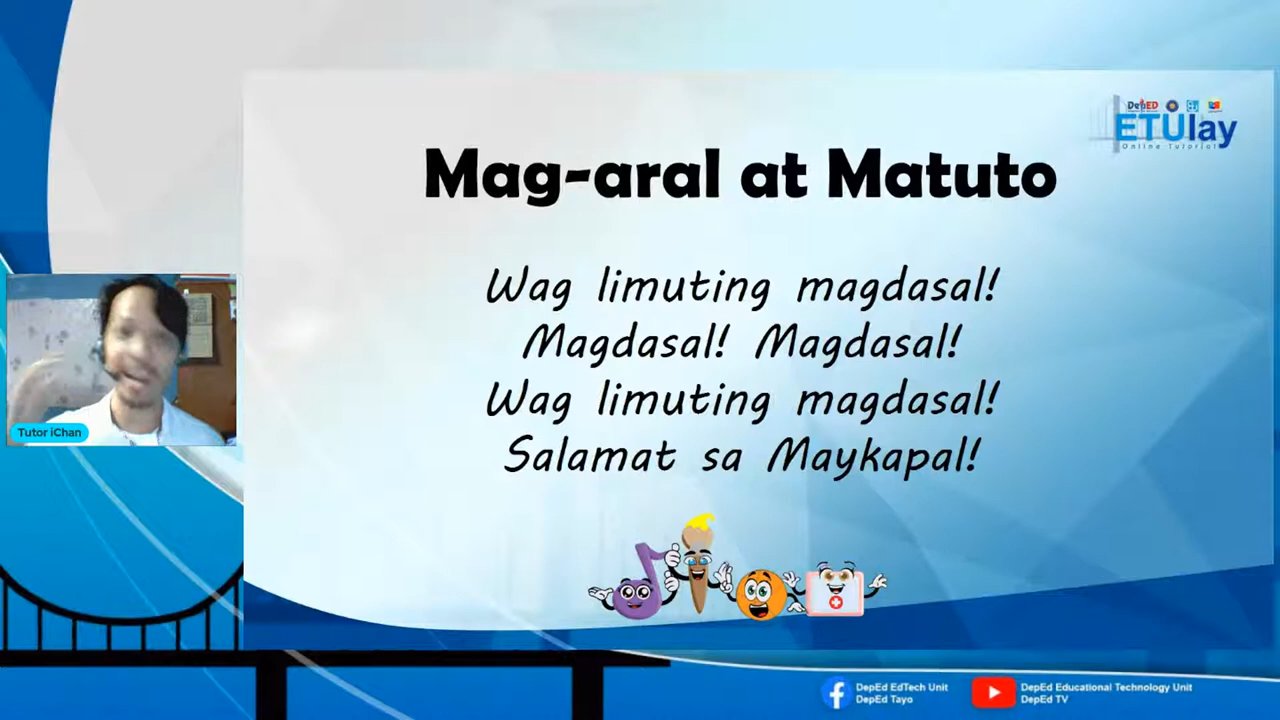 DepED
ETUlay
Online Tutorial
Mag-aral at Matuto
Wag limuting magdasal!
Magdasal! Magdasal!
Wag limuting magdasal!
Salamat sa Maykapal!
Tutor iChan
DepEd EdTech Unit
DepEd Tayo
DepEd Educational Technology Unit
DepEd TV